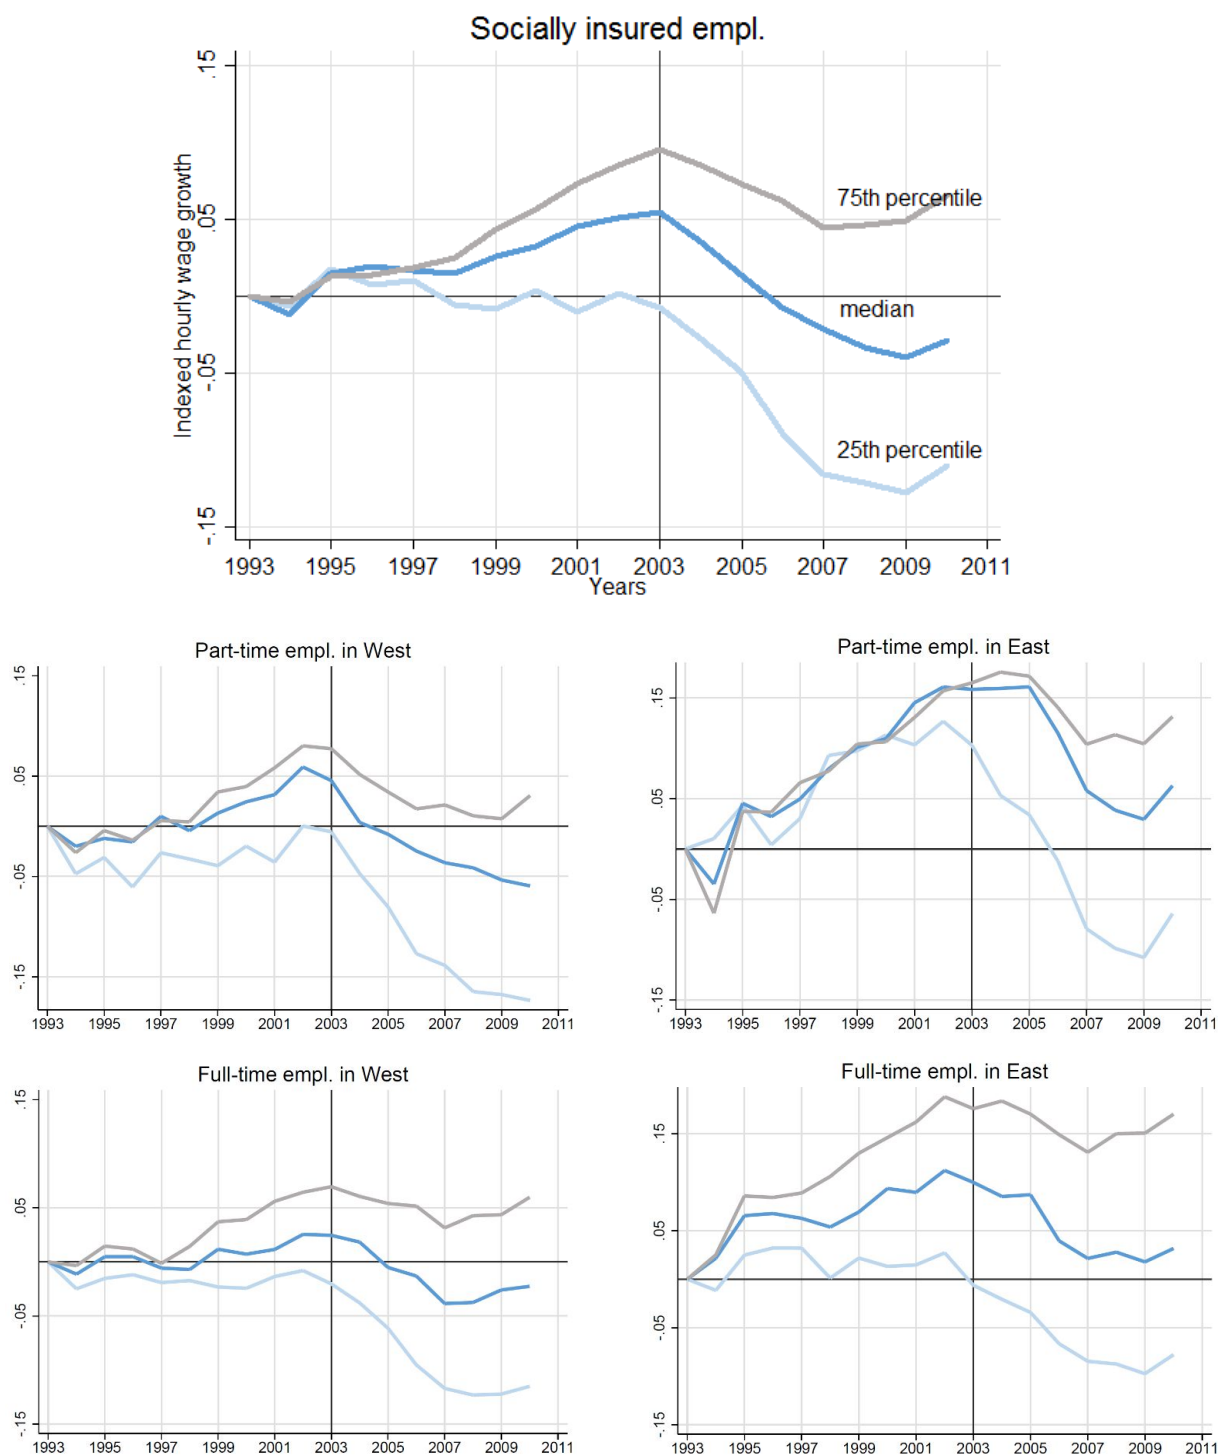 Socially insured empl.
Indexed hourly wage growth
.15
.05
-.05
-.15
75th percentile
median
25th percentile
1993 1995 1997 1999 2001 2003 2005 2007 2009 2011
Years
Part-time empl. in West
.15
.05
-.05
-.15
1993 1995 1997 1999 2001 2003 2005 2007 2009 2011
Part-time empl. in East
.15
.05
-.05
-.15
1993 1995 1997 1999 2001 2003 2005 2007 2009 2011
Full-time empl. in West
.15
.05
-.05
-.15
1993 1995 1997 1999 2001 2003 2005 2007 2009 2011
Full-time empl. in East
.15
.05
-.05
-.15
1993 1995 1997 1999 2001 2003 2005 2007 2009 2011